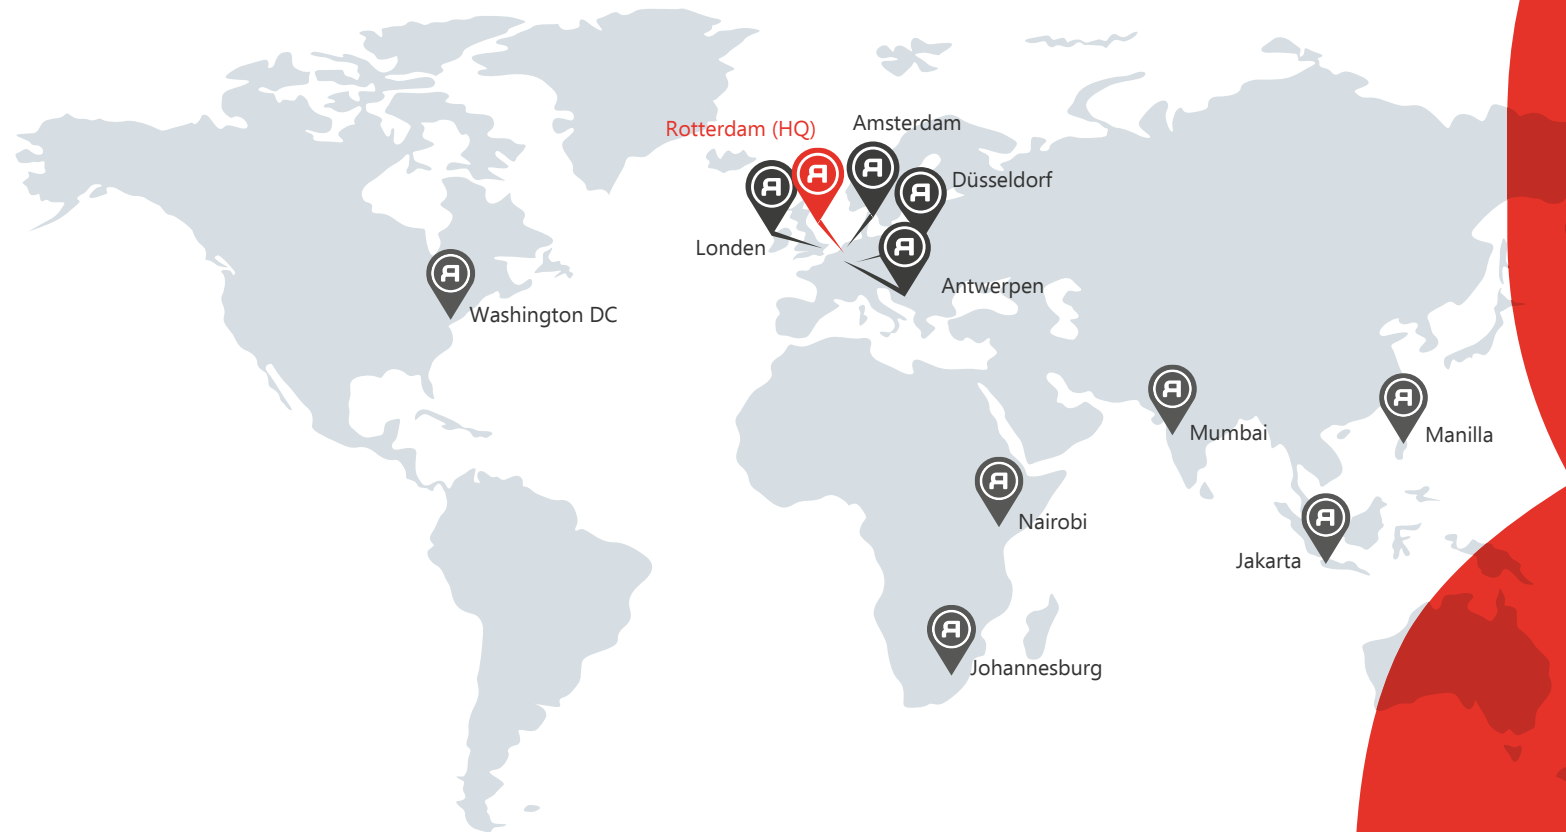 Amsterdam
Rotterdam (HQ)
Düsseldorf
Londen
Antwerpen
Washington DC
Mumbai
Manilla
Nairobi
Jakarta
Johannesburg